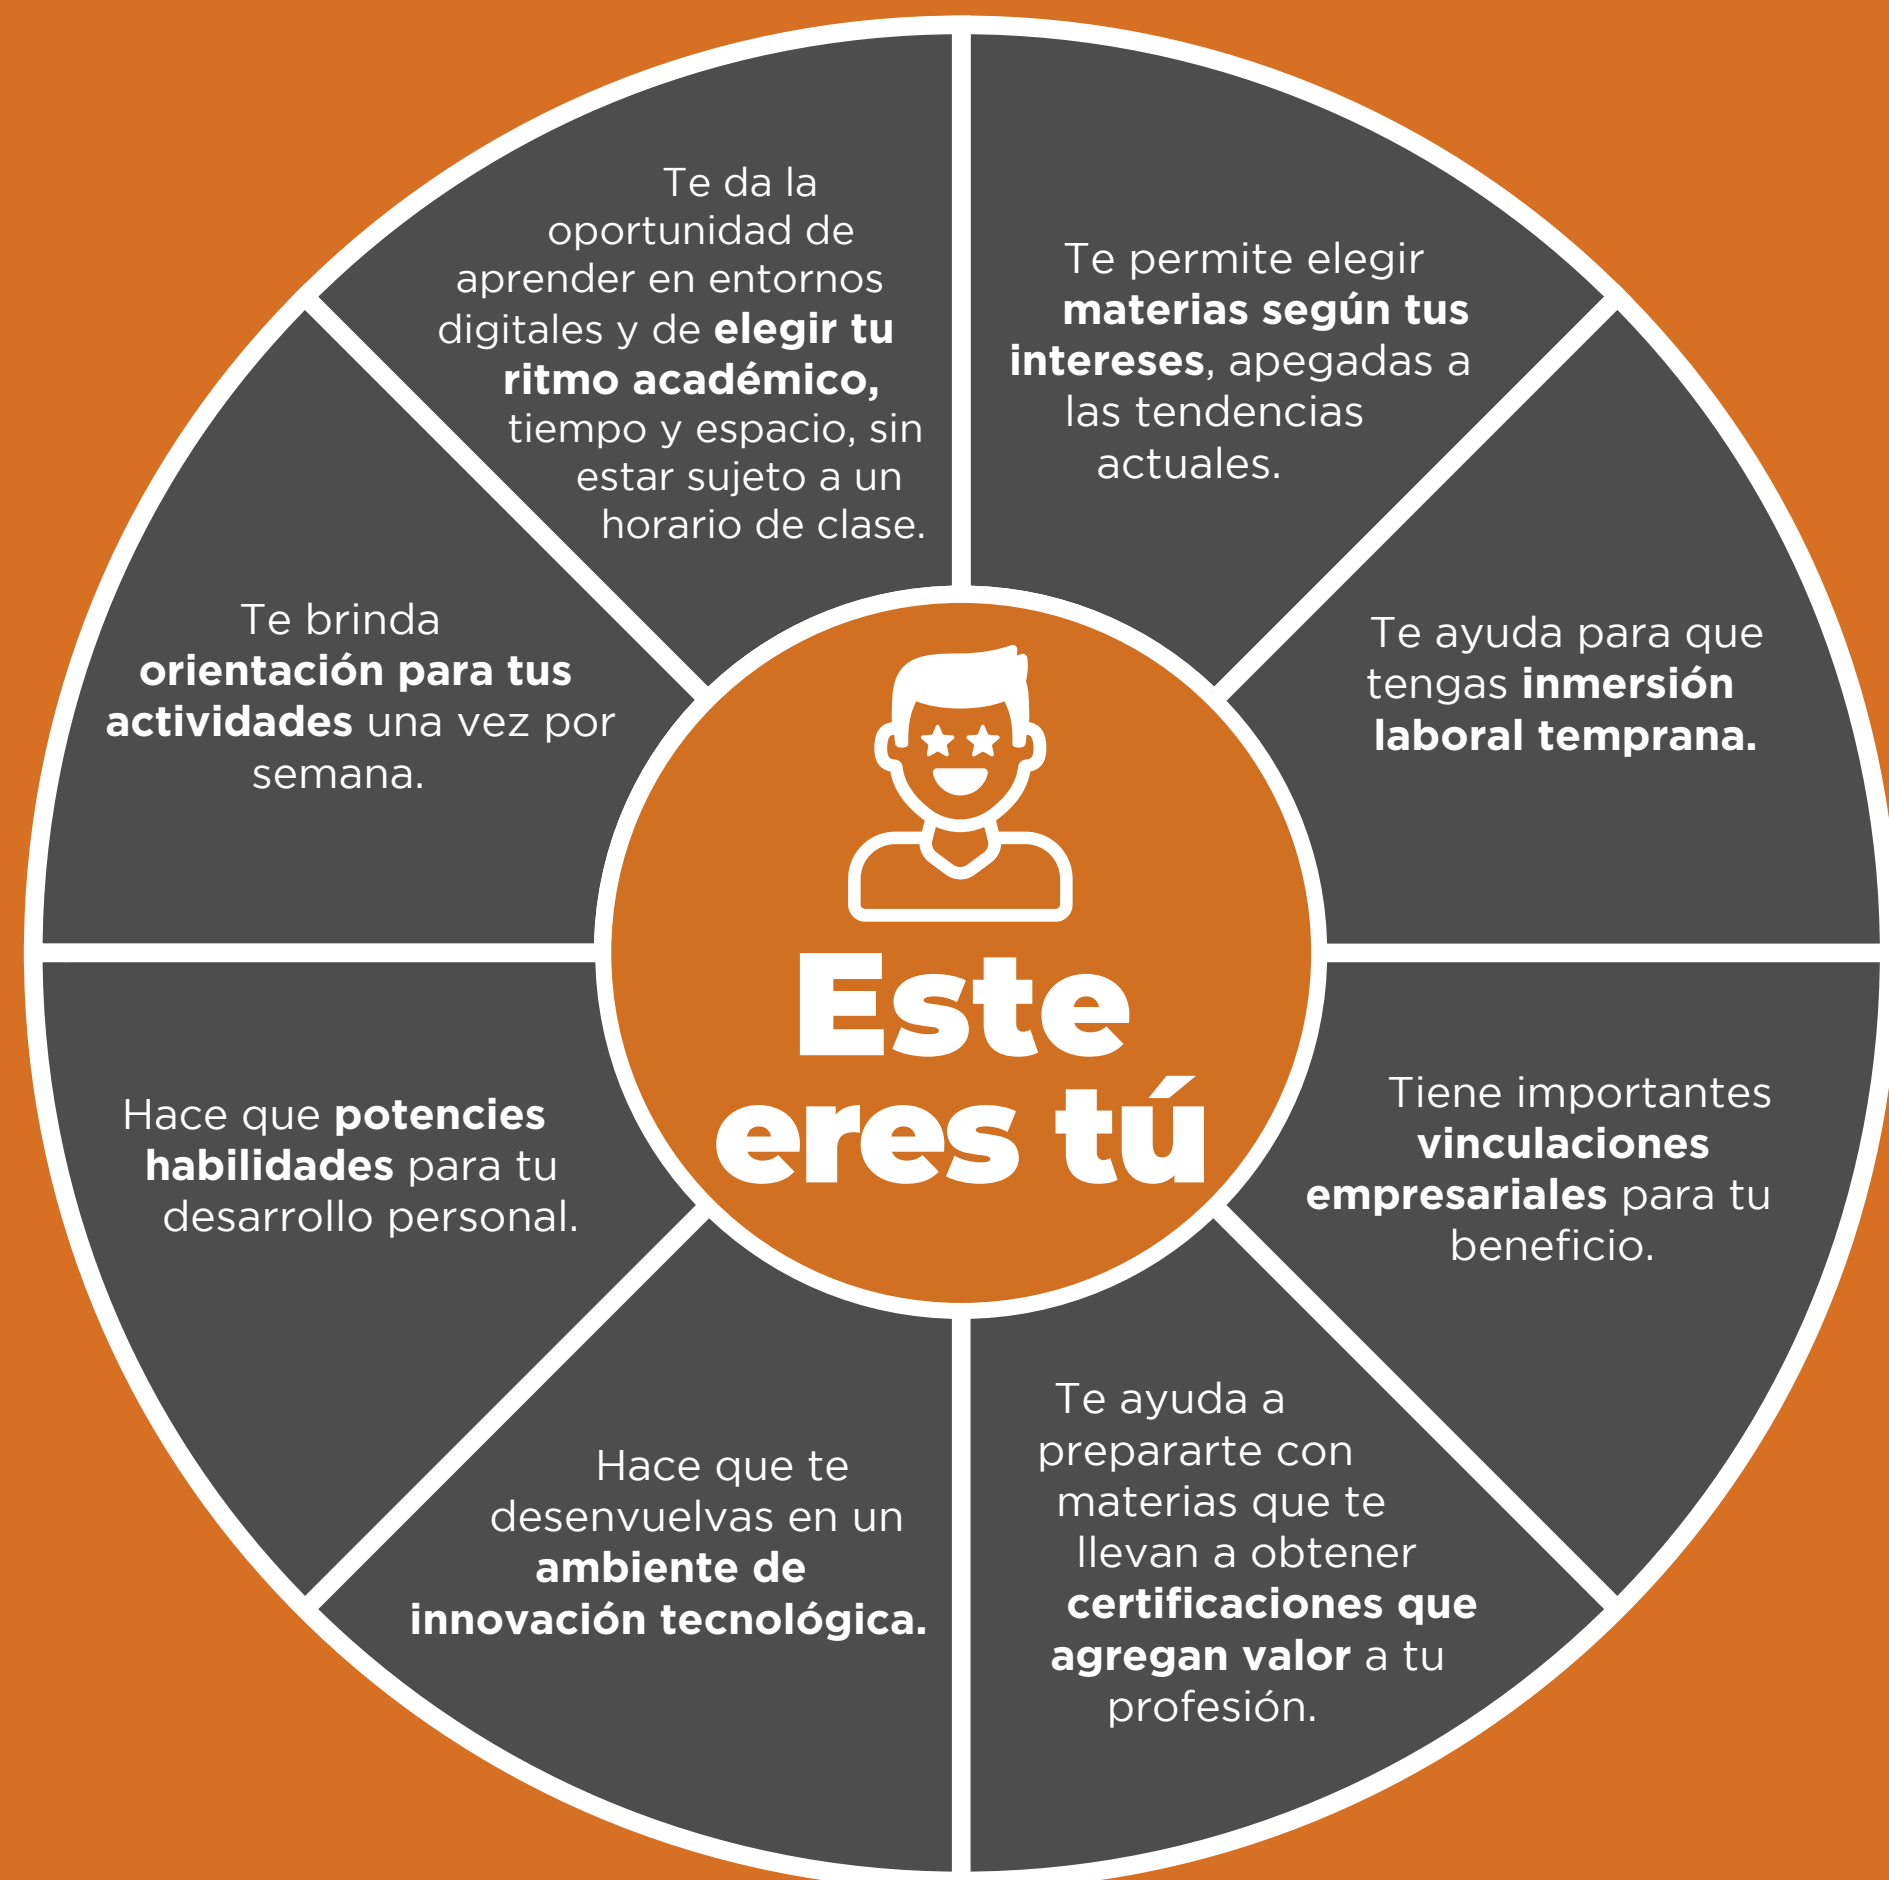 Te da la
oportunidad de
aprender en entornos
digitales y de elegir tu
ritmo académico,
tiempo y espacio, sin
estar sujeto a un
horario de clase.
Te permite elegir
materias según tus
intereses, apegadas a
las tendencias
actuales.
Te brinda
orientación para tus
actividades una vez por
semana.
Te ayuda para que
tengas inmersión
laboral temprana.
Este
eres tú
Hace que potencies
habilidades para tu
desarrollo personal.
Tiene importantes
vinculaciones
empresariales para tu
beneficio.
Hace que te
desenvuelvas en un
ambiente de
innovación tecnológica.
Te ayuda a
prepararte con
materias que te
llevan a obtener
certificaciones que
agregan valor a tu
profesión.